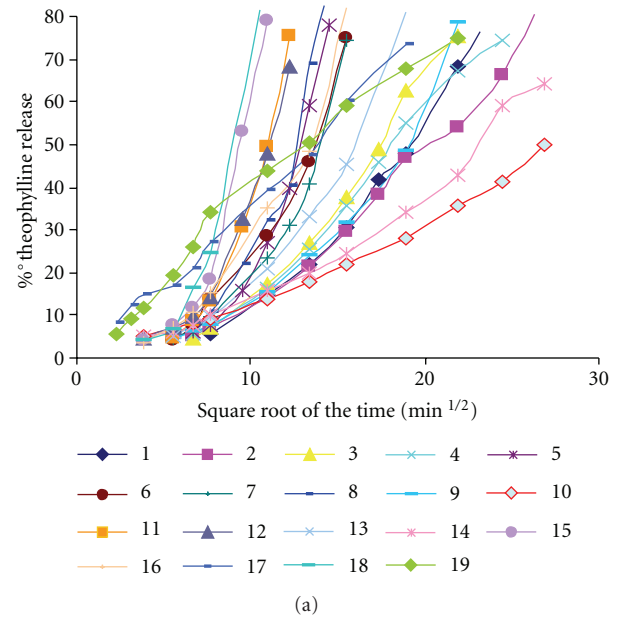 80
70
60
50
40
30
20
10
0
%° theophylline release
0 10 20 30
Square root of the time (min 1/2)
1 2 3 4 5
6 7 8 9 10
11 12 13 14 15
16 17 18 19
(a)